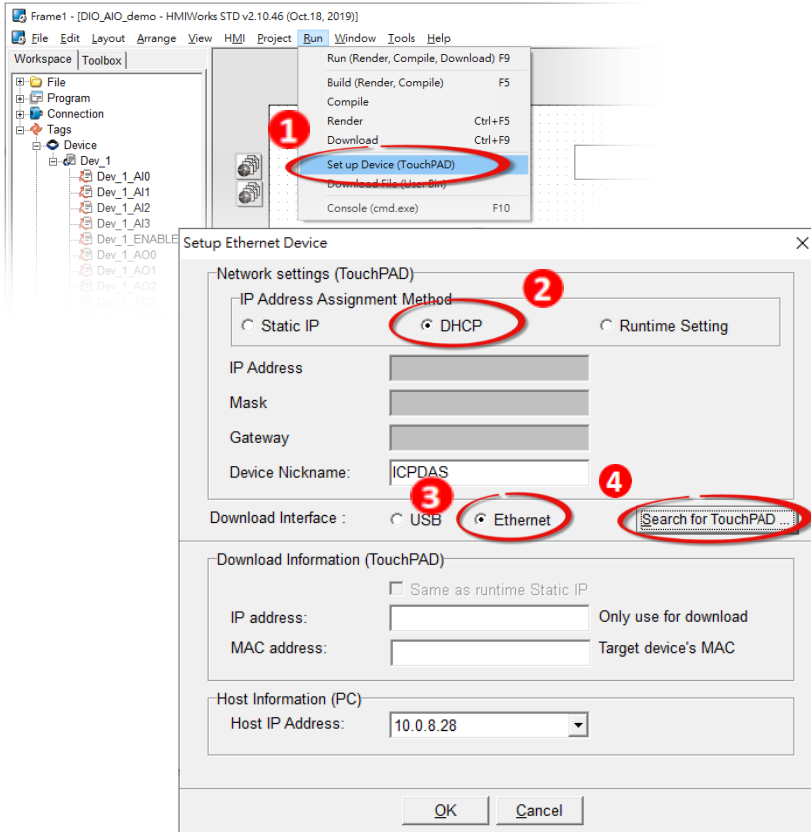 Frame1 - [DIO_AIO_demo - HMIWorks STD v2.10.46 (Oct.18, 2019)]
File Edit Layout Arrange View HMI Project Run Window Tools Help
Workspace Toolbox
Run (Render, Compile, Download) F9
Build (Render, Compile) F5
Compile
Render Ctrl+F5
Download Ctrl+F9
Set up Device (TouchPAD)
Download File (User Bin)
Console (cmd.exe) F10
1
File
Program
Connection
Tags
Device
Dev_1
Dev_1_AI0
Dev_1_AI1
Dev_1_AI2
Dev_1_AI3
Dev_1_ENABLE
Dev_1_AO0
Dev_1_AO1
Dev_1_AO2
Setup Ethernet Device
Network settings (TouchPAD)
2
IP Address Assignment Method
Static IP DHCP Runtime Setting
IP Address
Mask
Gateway
Device Nickname: ICPDAS
3 4
Download Interface : USB Ethernet Search for TouchPAD ...
Download Information (TouchPAD)
Same as runtime Static IP
IP address: Only use for download
MAC address: Target device's MAC
Host Information (PC)
Host IP Address: 10.0.8.28
OK Cancel